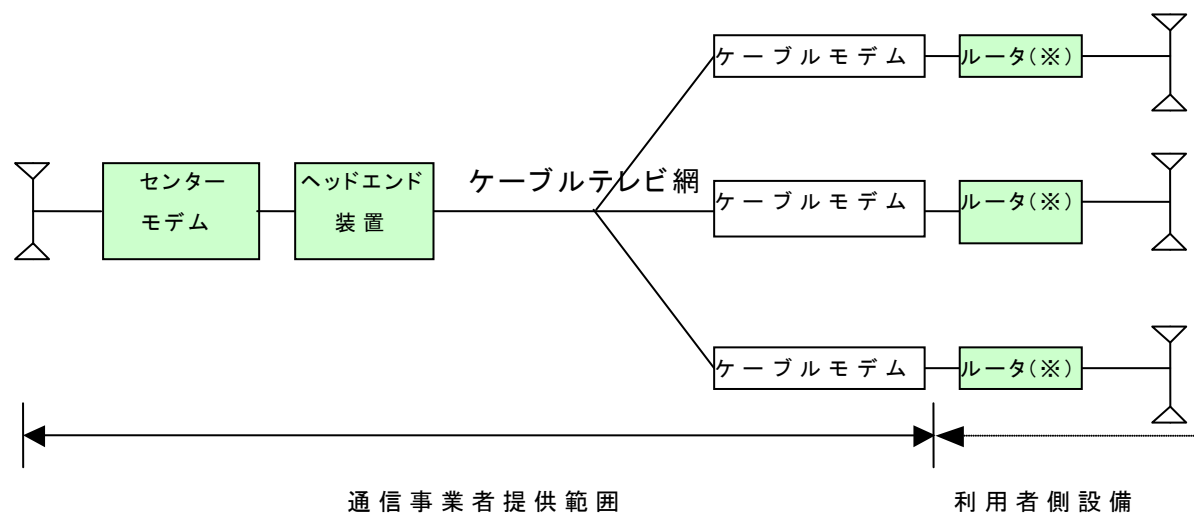 ケーブルモデム
ルータ(※)
センター
モデム
ヘッドエンド
装置
ケーブルテレビ網
ケーブルモデム
ルータ(※)
ケーブルモデム
ルータ(※)
通信事業者提供範囲
利用者側設備